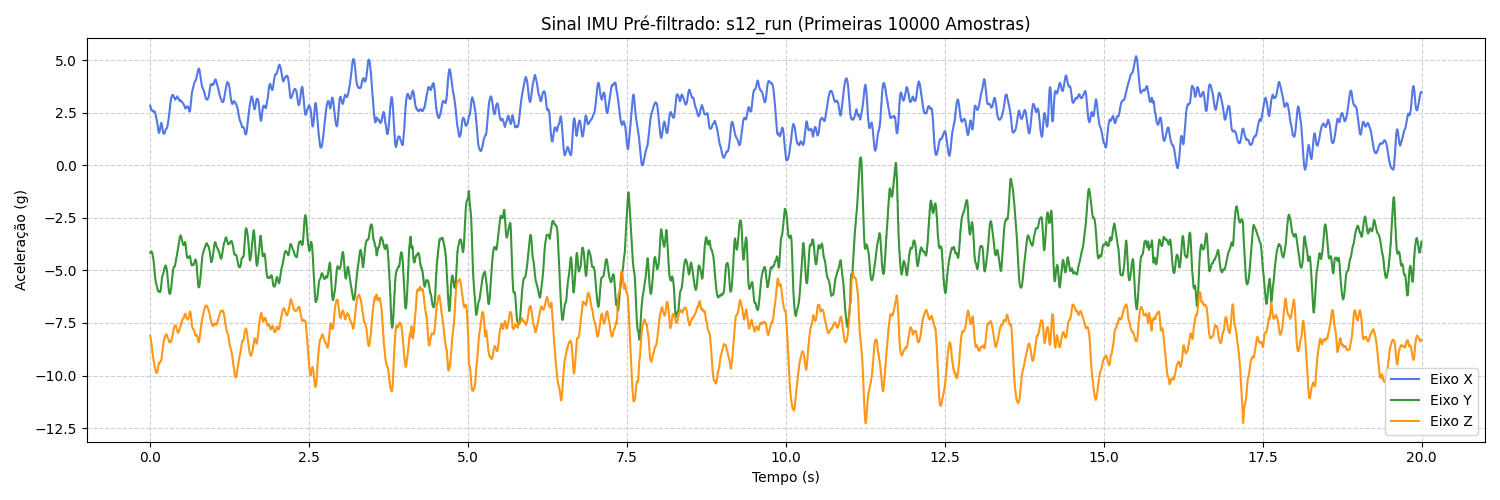 Sinal IMU Pré-filtrado: s12_run (Primeiras 10000 Amostras)
Aceleração (g)
5.0
2.5
0.0
−2.5
−5.0
−7.5
−10.0
−12.5
0.0
2.5
5.0
7.5
10.0
12.5
15.0
17.5
20.0
Tempo (s)
Eixo X
Eixo Y
Eixo Z